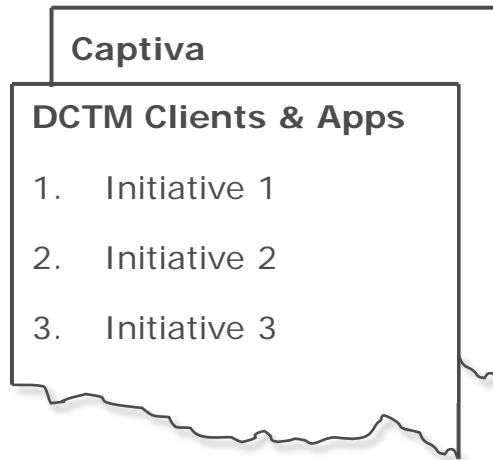 Captiva
DCTM Clients & Apps
1. Initiative 1
2. Initiative 2
3. Initiative 3